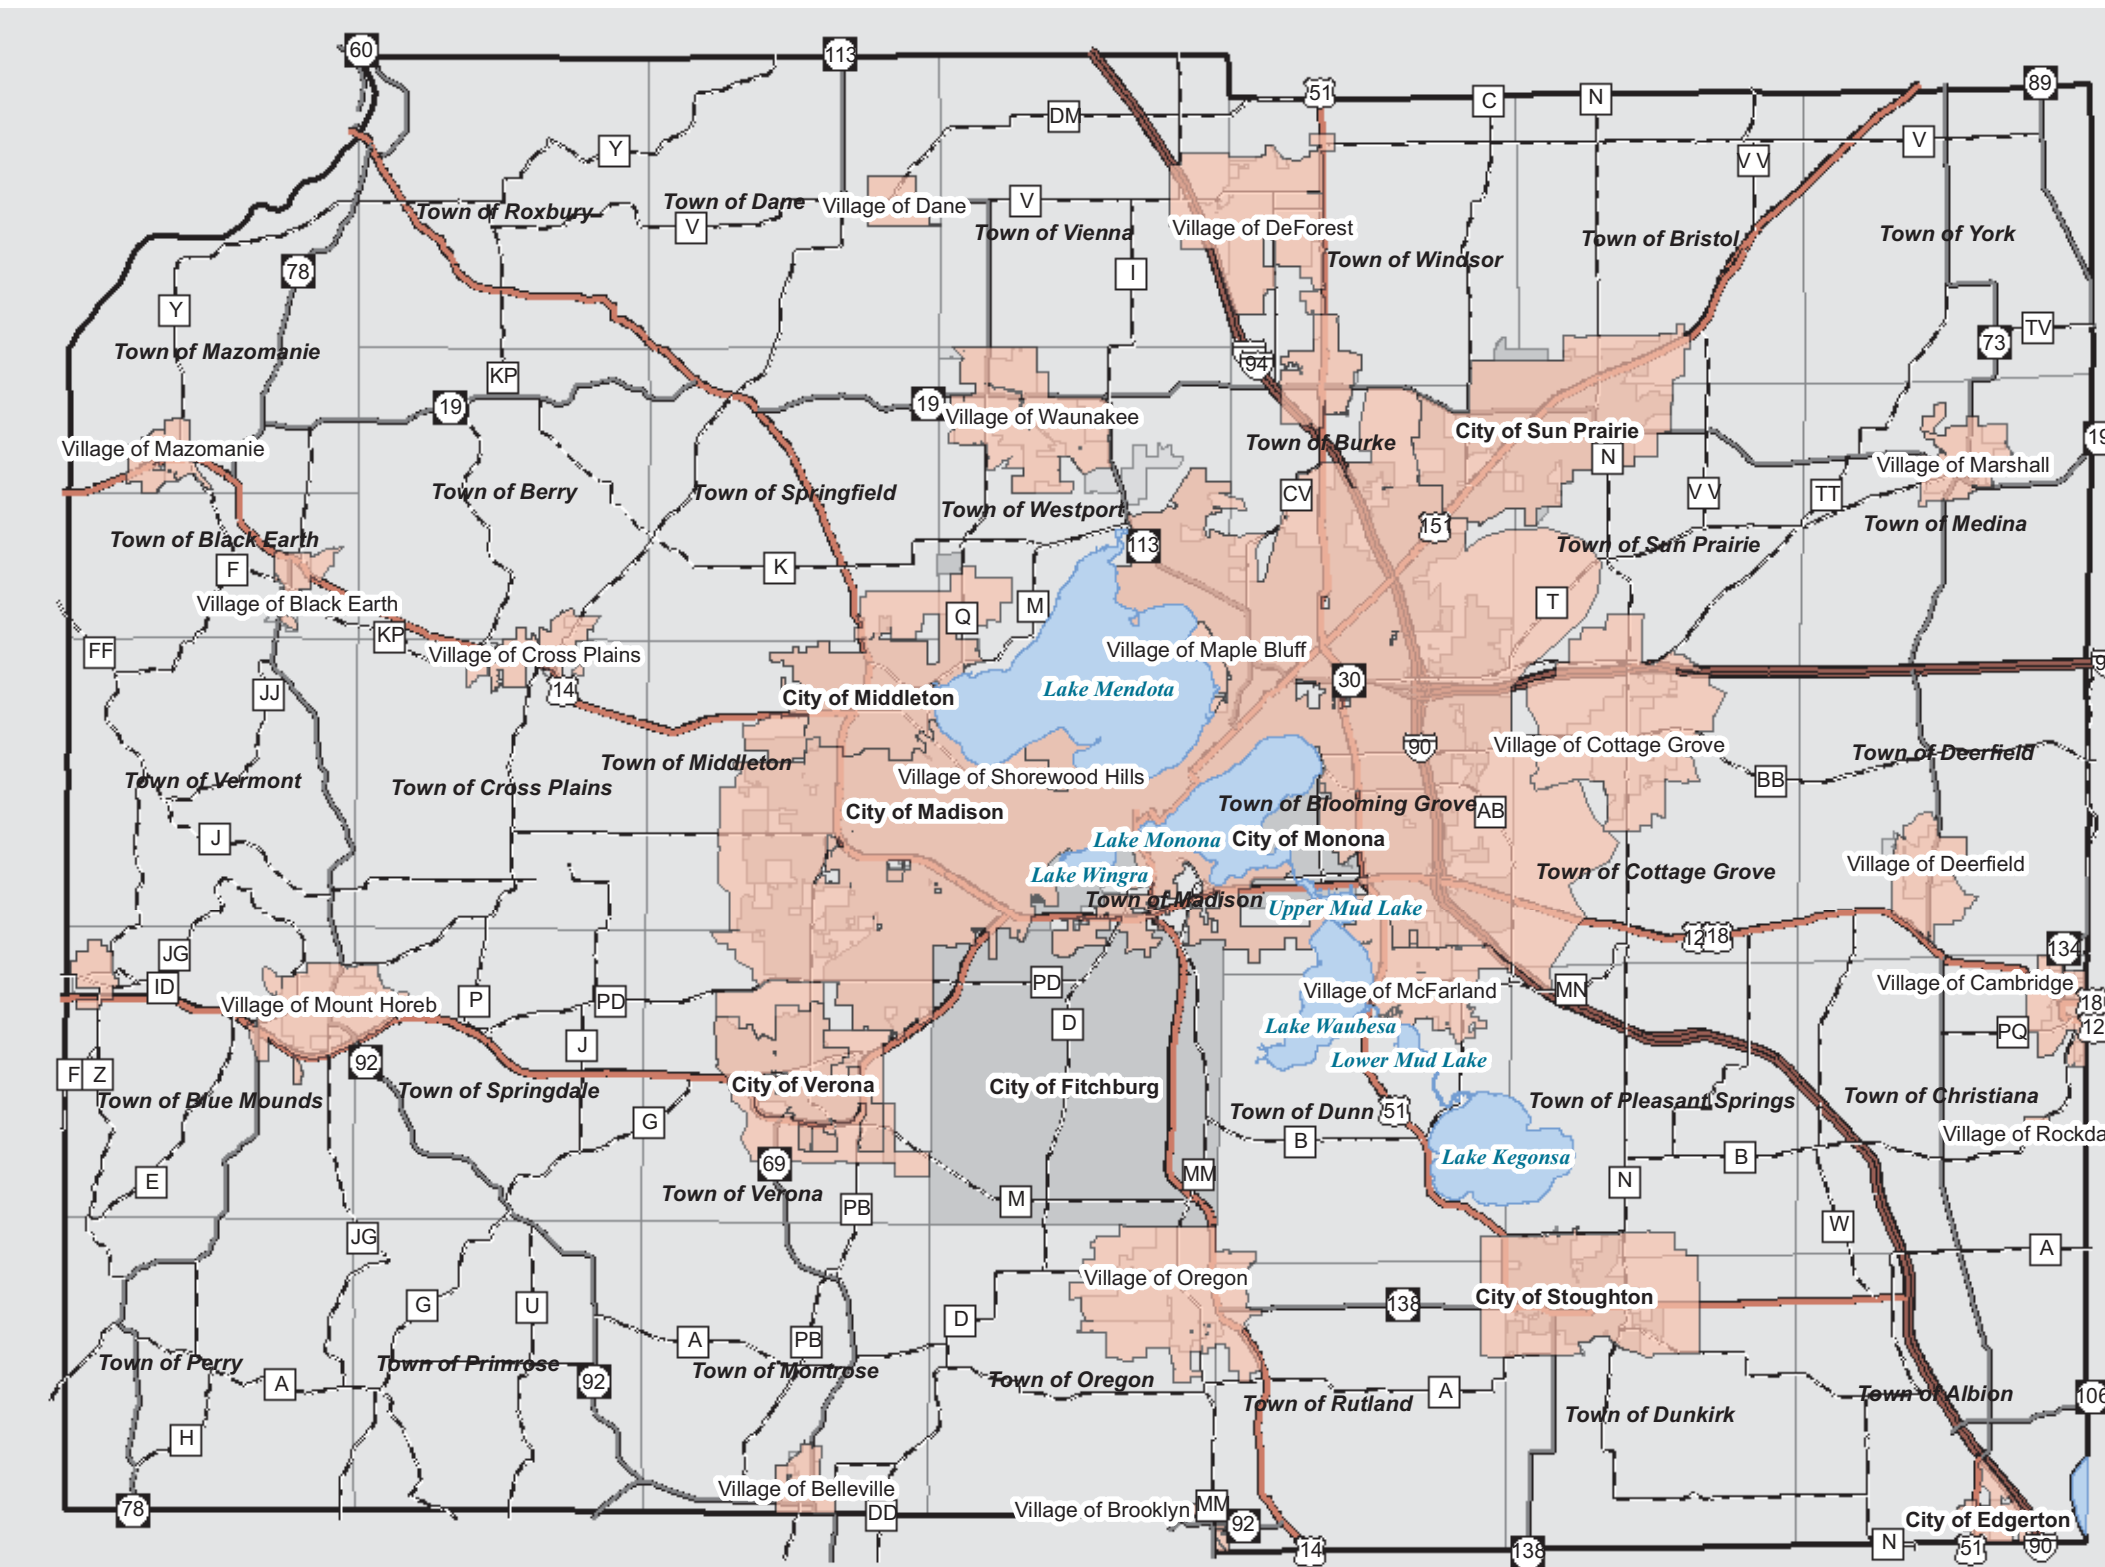 60
113
51
C
N
89
DM
V
Y
V V
Town of Roxbury
Town of Dane
Village of Dane
V
V
Town of Vienna
Village of DeForest
Town of Windsor
Town of Bristol
Town of York
78
I
Y
TV
73
Town of Mazomanie
94
KP
19
19
Village of Waunakee
Town of Burke
City of Sun Prairie
19
Village of Mazomanie
N
Village of Marshall
Town of Berry
Town of Springfield
Town of Westport
CV
V V
TT
151
Town of Medina
Town of Black Earth
113
Town of Sun Prairie
F
K
Village of Black Earth
Q
M
T
KP
FF
Village of Cross Plains
Village of Maple Bluff
JJ
14
City of Middleton
Lake Mendota
30
9
Town of Middleton
90
Village of Cottage Grove
Town of Deerfield
Town of Vermont
Town of Cross Plains
Village of Shorewood Hills
BB
City of Madison
Town of Blooming Grove
AB
J
Lake Monona
City of Monona
Village of Deerfield
Lake Wingra
Town of Cottage Grove
Town of Madison
Upper Mud Lake
1218
134
JG
ID
Village of Mount Horeb
P
PD
PD
Village of McFarland
MN
Village of Cambridge
18
D
Lake Waubesa
12
PQ
J
Lower Mud Lake
F
Z
92
Town of Springdale
City of Verona
City of Fitchburg
Town of Blue Mounds
Town of Dunn
51
Town of Pleasant Springs
Town of Christiana
G
B
Village of Rockda
69
Lake Kegonsa
B
E
Town of Verona
MM
N
PB
M
JG
W
A
Village of Oregon
G
U
138
City of Stoughton
D
A
PB
Town of Perry
Town of Primrose
Town of Montrose
Town of Oregon
A
92
A
Town of Rutland
Town of Albion
106
Town of Dunkirk
H
Village of Belleville
78
DD
Village of Brooklyn
MM
92
City of Edgerton
14
138
N
51
90